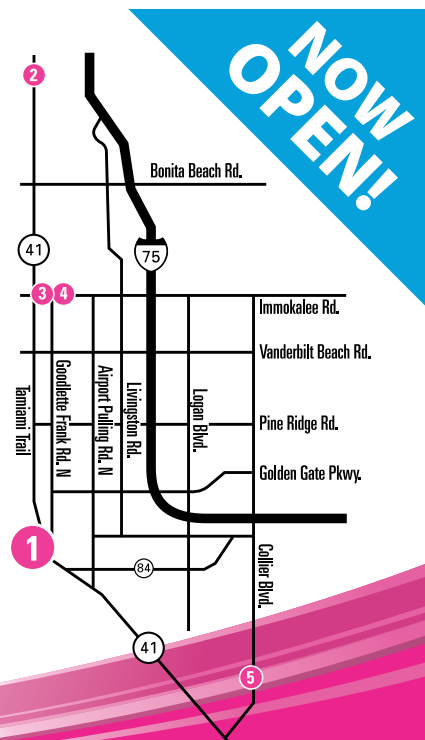 NOW
OPEN!
2
Bonita Beach Rd.
41
75
3
4
Immokalee Rd.
Vanderbilt Beach Rd.
Tamiami Trail
Goodlette Frank Rd. N
Airport Pulling Rd. N
Livingston Rd.
Logan Blvd.
Pine Ridge Rd.
Golden Gate Pkwy.
1
84
Collier Blvd.
41
5